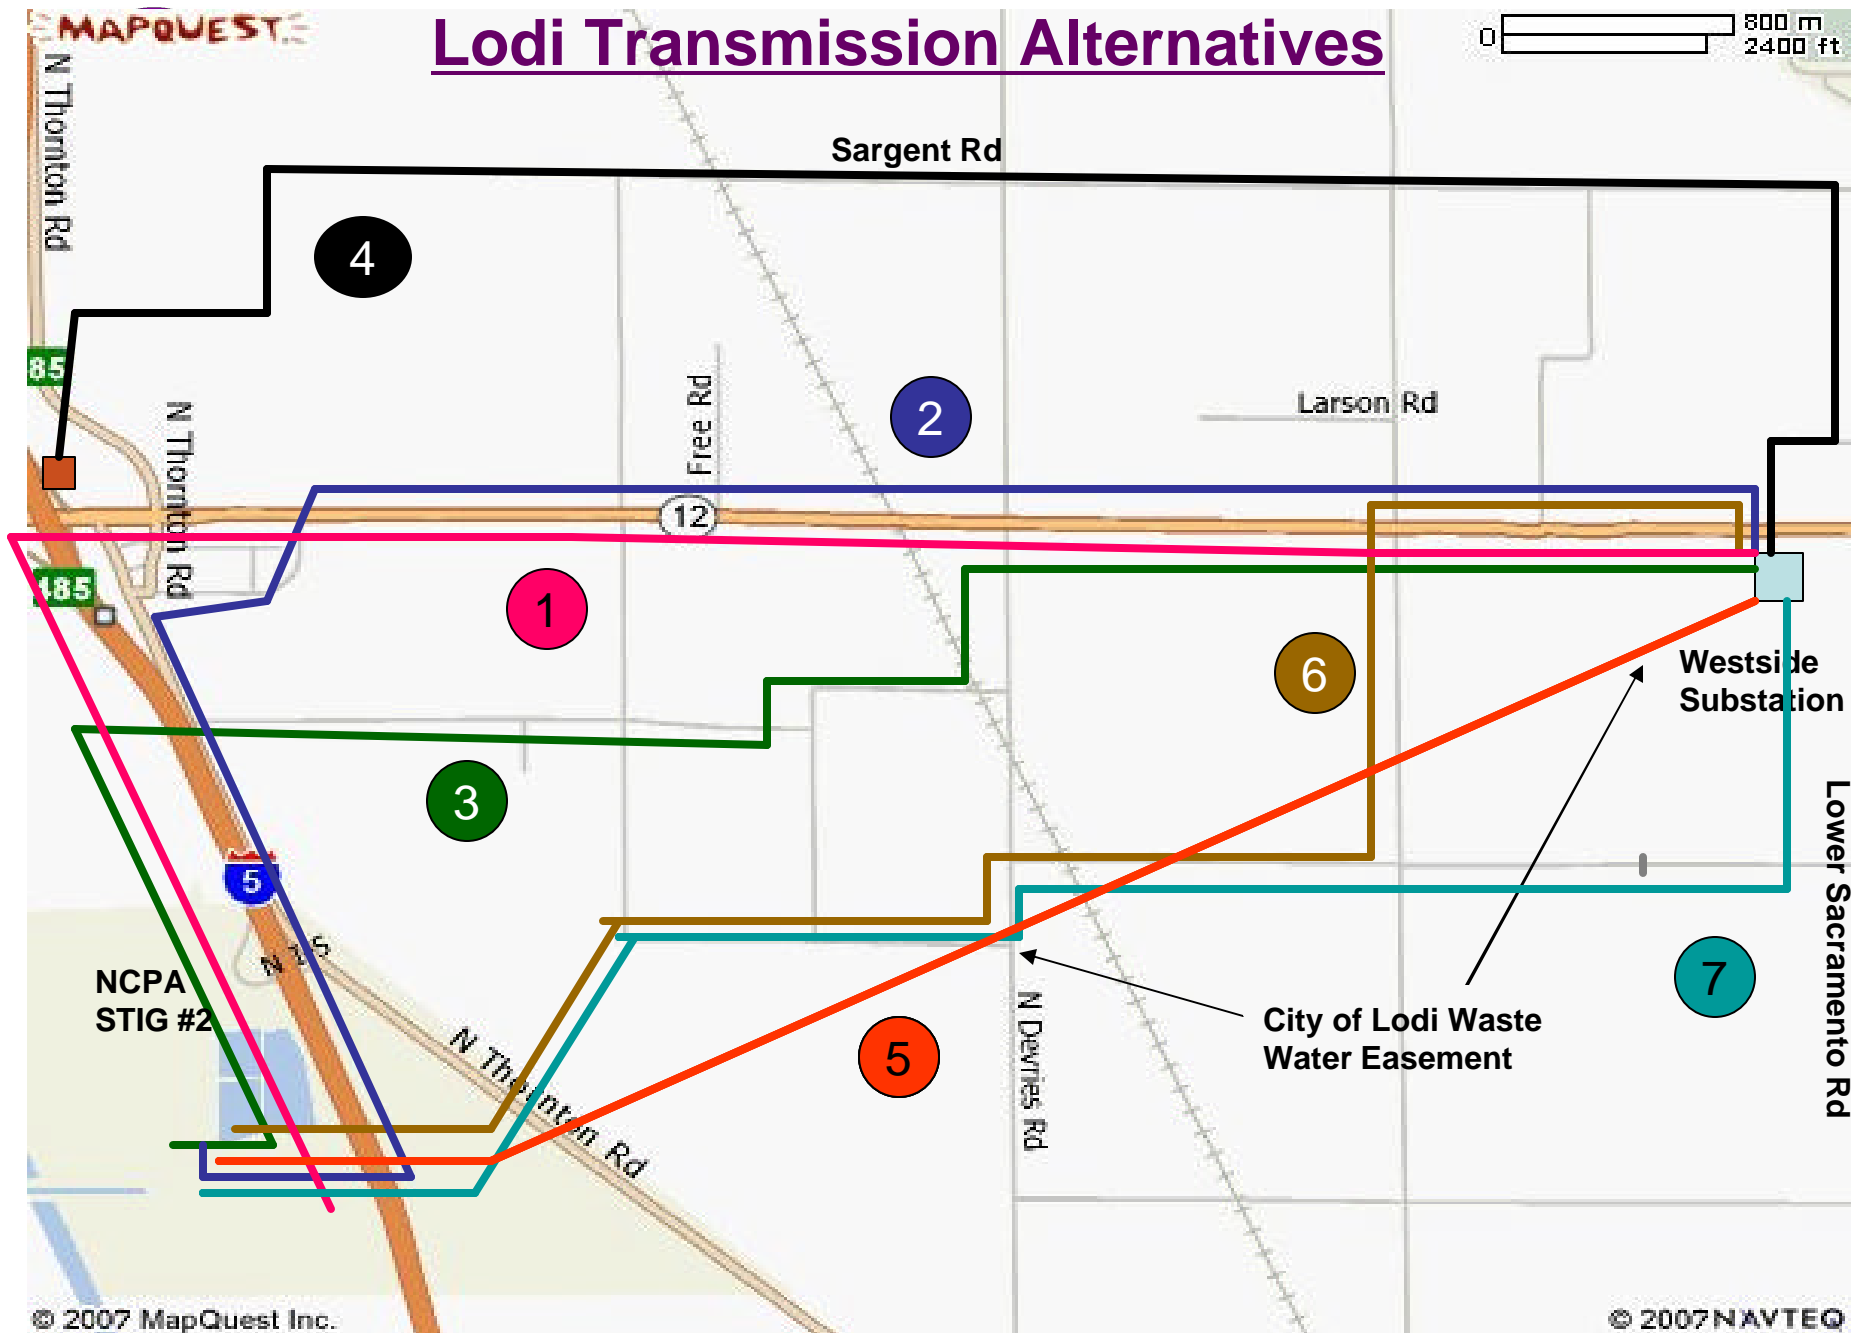 MAPQUEST
Lodi Transmission Alternatives
0
800 m
2400 ft
N Thornton Rd
Sargent Rd
4
85
N Thornton Rd
Free Rd
2
Larson Rd
12
485
1
6
Westside
Substation
3
5
Lower Sacramento Rd
N I-5
NCPA
STIG #2
N Thornton Rd
5
N Devries Rd
City of Lodi Waste
Water Easement
7
© 2007 MapQuest Inc.
© 2007 NAVTEQ